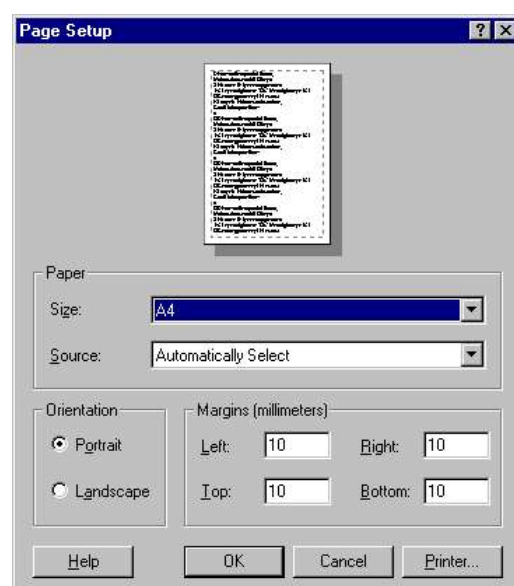 Page Setup
Paper
Size: A4
Source: Automatically Select
Orientation
Portrait
Landscape
Margins (millimeters)
Left: 10 Right: 10
Top: 10 Bottom: 10
Help OK Cancel Printer...